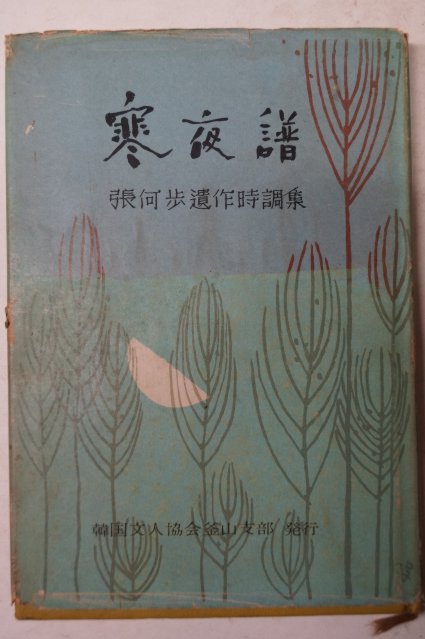 寒夜譜
張何步遺作時調集
韓国文人協会釜山支部 発行